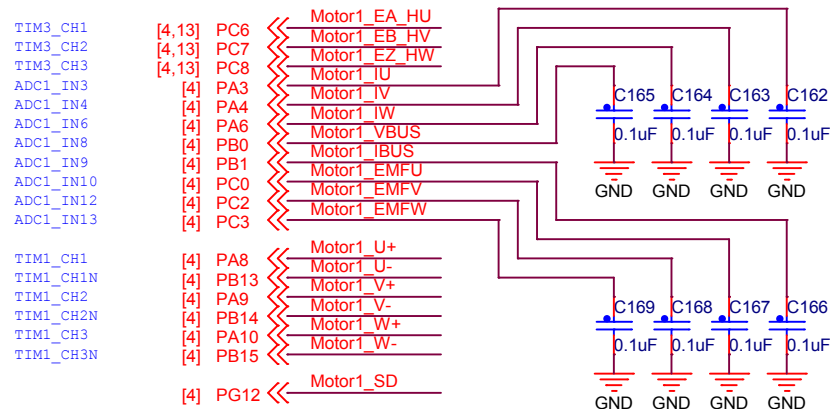 TIM3_CH1 [4,13] PC6 Motor1_EA_HU
TIM3_CH2 [4,13] PC7 Motor1_EB_HV
TIM3_CH3 [4,13] PC8 Motor1_EZ_HW
ADC1_IN3 [4] PA3 Motor1_IU
ADC1_IN4 [4] PA4 Motor1_IV
ADC1_IN6 [4] PA6 Motor1_IW
ADC1_IN8 [4] PB0 Motor1_VBUS
ADC1_IN9 [4] PB1 Motor1_IBUS
ADC1_IN10 [4] PC0 Motor1_EMFU
ADC1_IN12 [4] PC2 Motor1_EMFV
ADC1_IN13 [4] PC3 Motor1_EMFW
C165 C164 C163 C162
0.1uF 0.1uF 0.1uF 0.1uF
GND GND GND GND
TIM1_CH1 [4] PA8 Motor1_U+
TIM1_CH1N [4] PB13 Motor1_U-
TIM1_CH2 [4] PA9 Motor1_V+
TIM1_CH2N [4] PB14 Motor1_V-
TIM1_CH3 [4] PA10 Motor1_W+
TIM1_CH3N [4] PB15 Motor1_W-
[4] PG12 Motor1_SD
C169 C168 C167 C166
0.1uF 0.1uF 0.1uF 0.1uF
GND GND GND GND